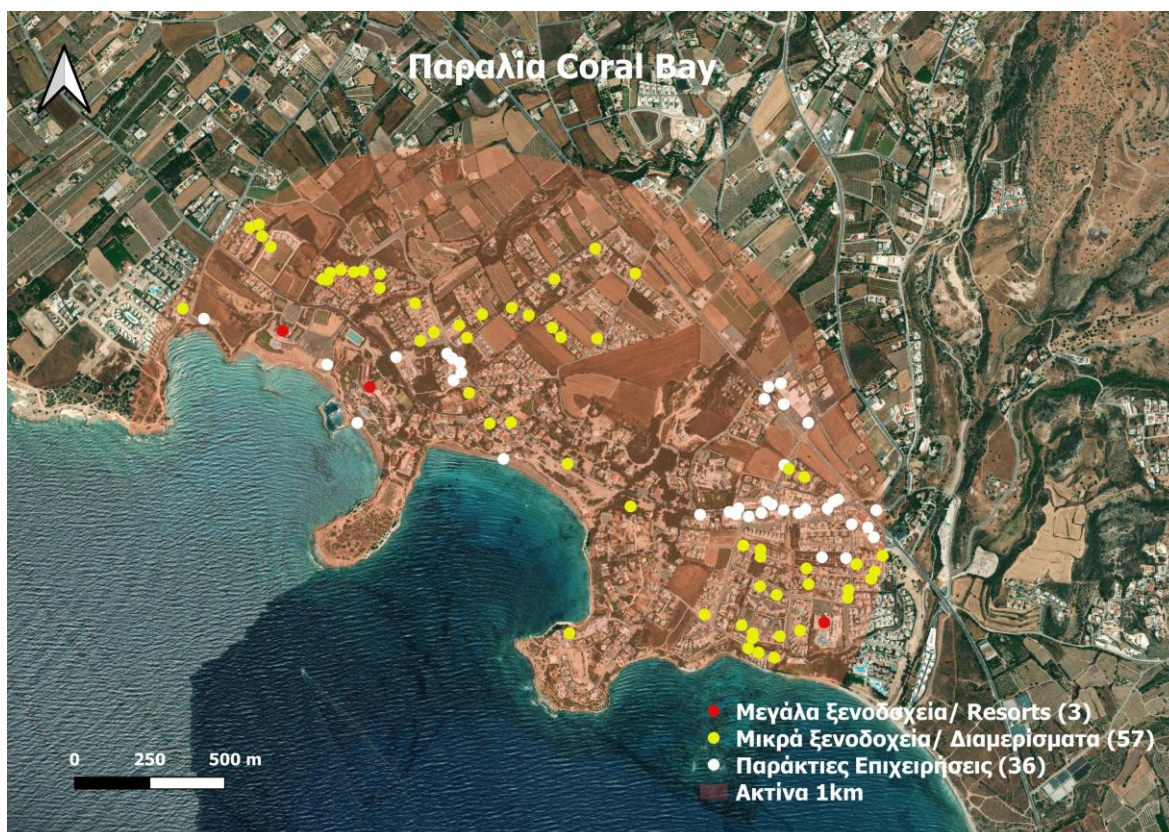 Παραλία Coral Bay
Μεγάλα ξενοδοχεία/ Resorts (3)
Μικρά ξενοδοχεία/ Διαμερίσματα (57)
Παράκτιες Επιχειρήσεις (36)
Ακτίνα 1km
0 250 500 m